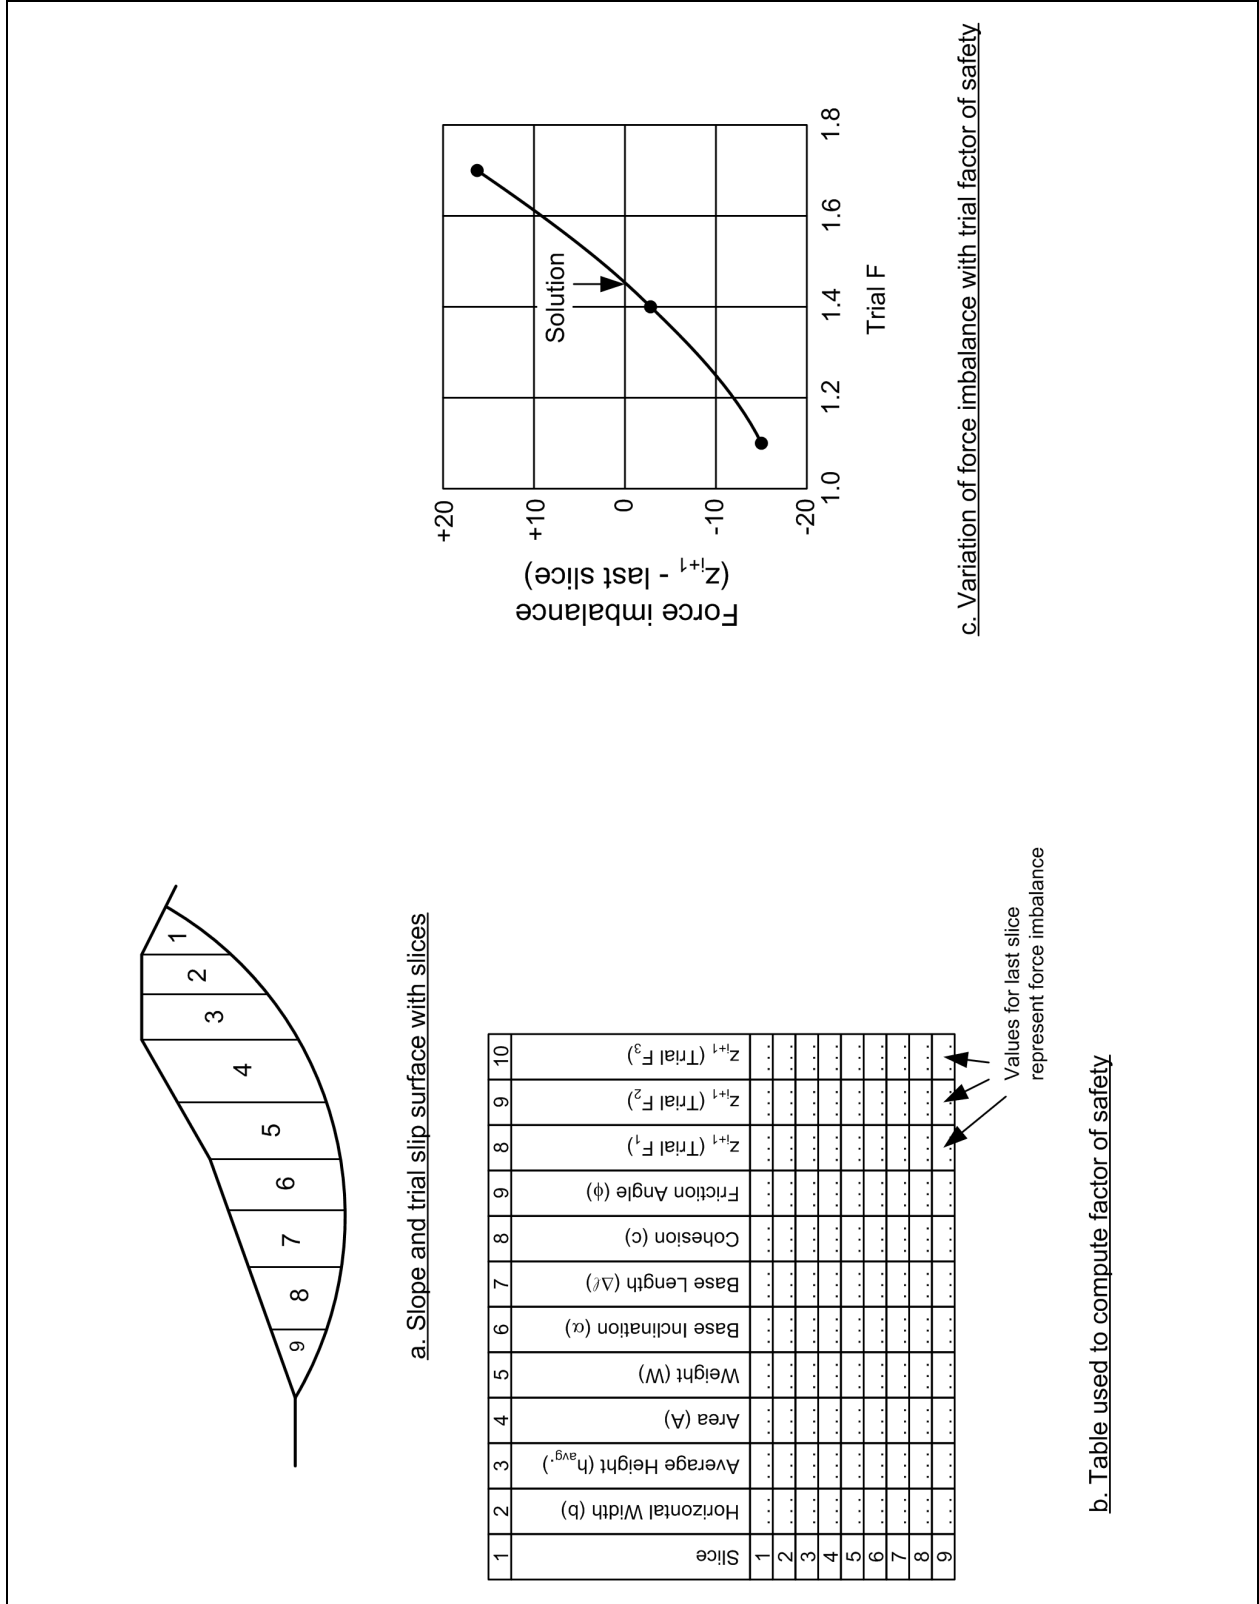 1
2
3
4
5
6
7
8
9
a. Slope and trial slip surface with slices
1 2 3 4 5 6 7 8 9 8 9 10
Slice
Horizontal Width (b)
Average Height (h avg.)
Area (A)
Weight (W)
Base Inclination (α)
Base Length (Δℓ)
Cohesion (c)
Friction Angle (ϕ)
z i+1 (Trial F1)
z i+1 (Trial F2)
z i+1 (Trial F3)
1 ... ... ... ... ... ... ... ... ... ... ...
2 ... ... ... ... ... ... ... ... ... ... ...
3 ... ... ... ... ... ... ... ... ... ... ...
4 ... ... ... ... ... ... ... ... ... ... ...
5 ... ... ... ... ... ... ... ... ... ... ...
6 ... ... ... ... ... ... ... ... ... ... ...
7 ... ... ... ... ... ... ... ... ... ... ...
8 ... ... ... ... ... ... ... ... ... ... ...
9 ... ... ... ... ... ... ... ... ... ... ...
Values for last slice
represent force imbalance
b. Table used to compute factor of safety
Force imbalance
(z i+1 - last slice)
+20
+10
0
-10
-20
Solution
1.0 1.2 1.4 1.6 1.8
Trial F
c. Variation of force imbalance with trial factor of safety